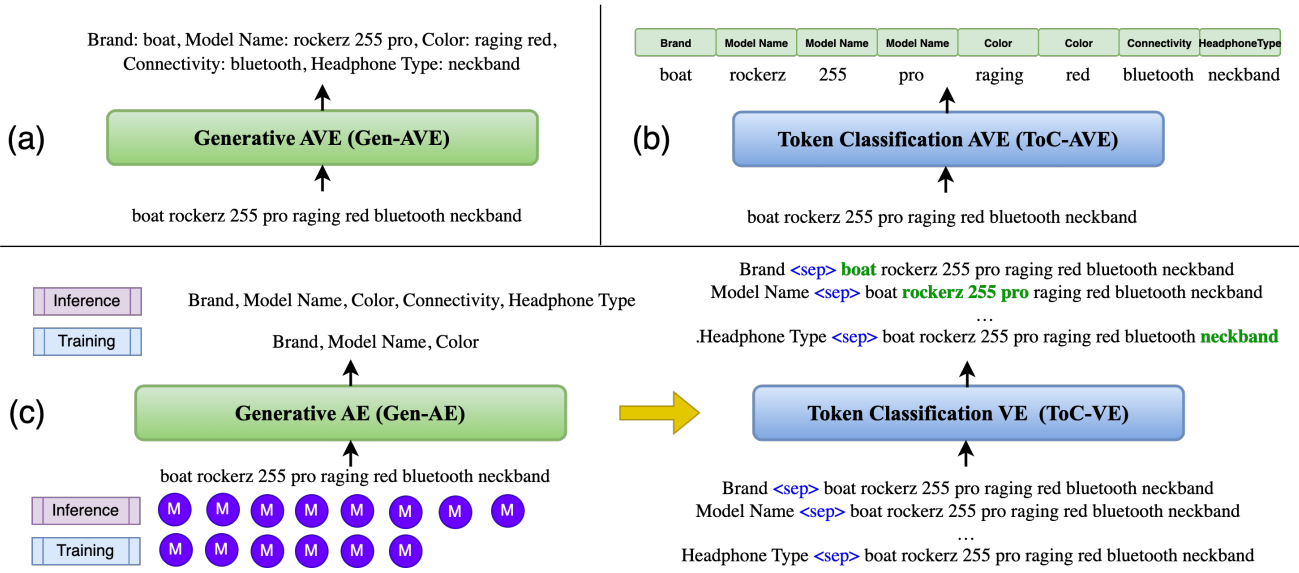 Brand: boat, Model Name: rockerz 255 pro, Color: raging red,
Connectivity: bluetooth, Headphone Type: neckband
(a)
Generative AVE (Gen-AVE)
boat rockerz 255 pro raging red bluetooth neckband
Brand Model Name Model Name Model Name Color Color Connectivity HeadphoneType
boat rockerz 255 pro raging red bluetooth neckband
(b)
Token Classification AVE (ToC-AVE)
boat rockerz 255 pro raging red bluetooth neckband
Inference
Brand, Model Name, Color, Connectivity, Headphone Type
Training
Brand, Model Name, Color
(c)
Generative AE (Gen-AE)
boat rockerz 255 pro raging red bluetooth neckband
Inference M M M M M M M M
Training M M M M M M
Brand <sep> boat rockerz 255 pro raging red bluetooth neckband
Model Name <sep> boat rockerz 255 pro raging red bluetooth neckband
...
.Headphone Type <sep> boat rockerz 255 pro raging red bluetooth neckband
Token Classification VE (ToC-VE)
Brand <sep> boat rockerz 255 pro raging red bluetooth neckband
Model Name <sep> boat rockerz 255 pro raging red bluetooth neckband
...
Headphone Type <sep> boat rockerz 255 pro raging red bluetooth neckband